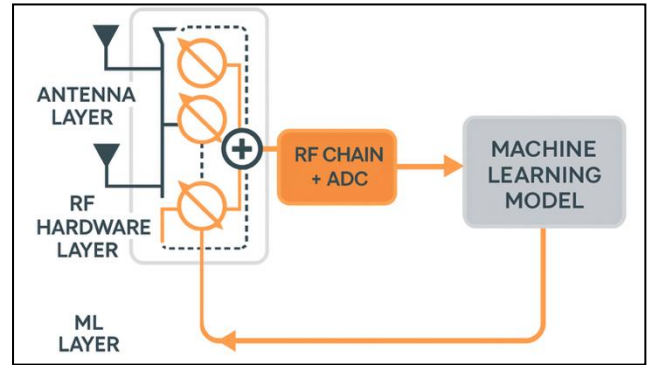 ANTENNA
LAYER
RF
HARDWARE
LAYER
ML
LAYER
+
RF CHAIN
+ ADC
MACHINE
LEARNING
MODEL